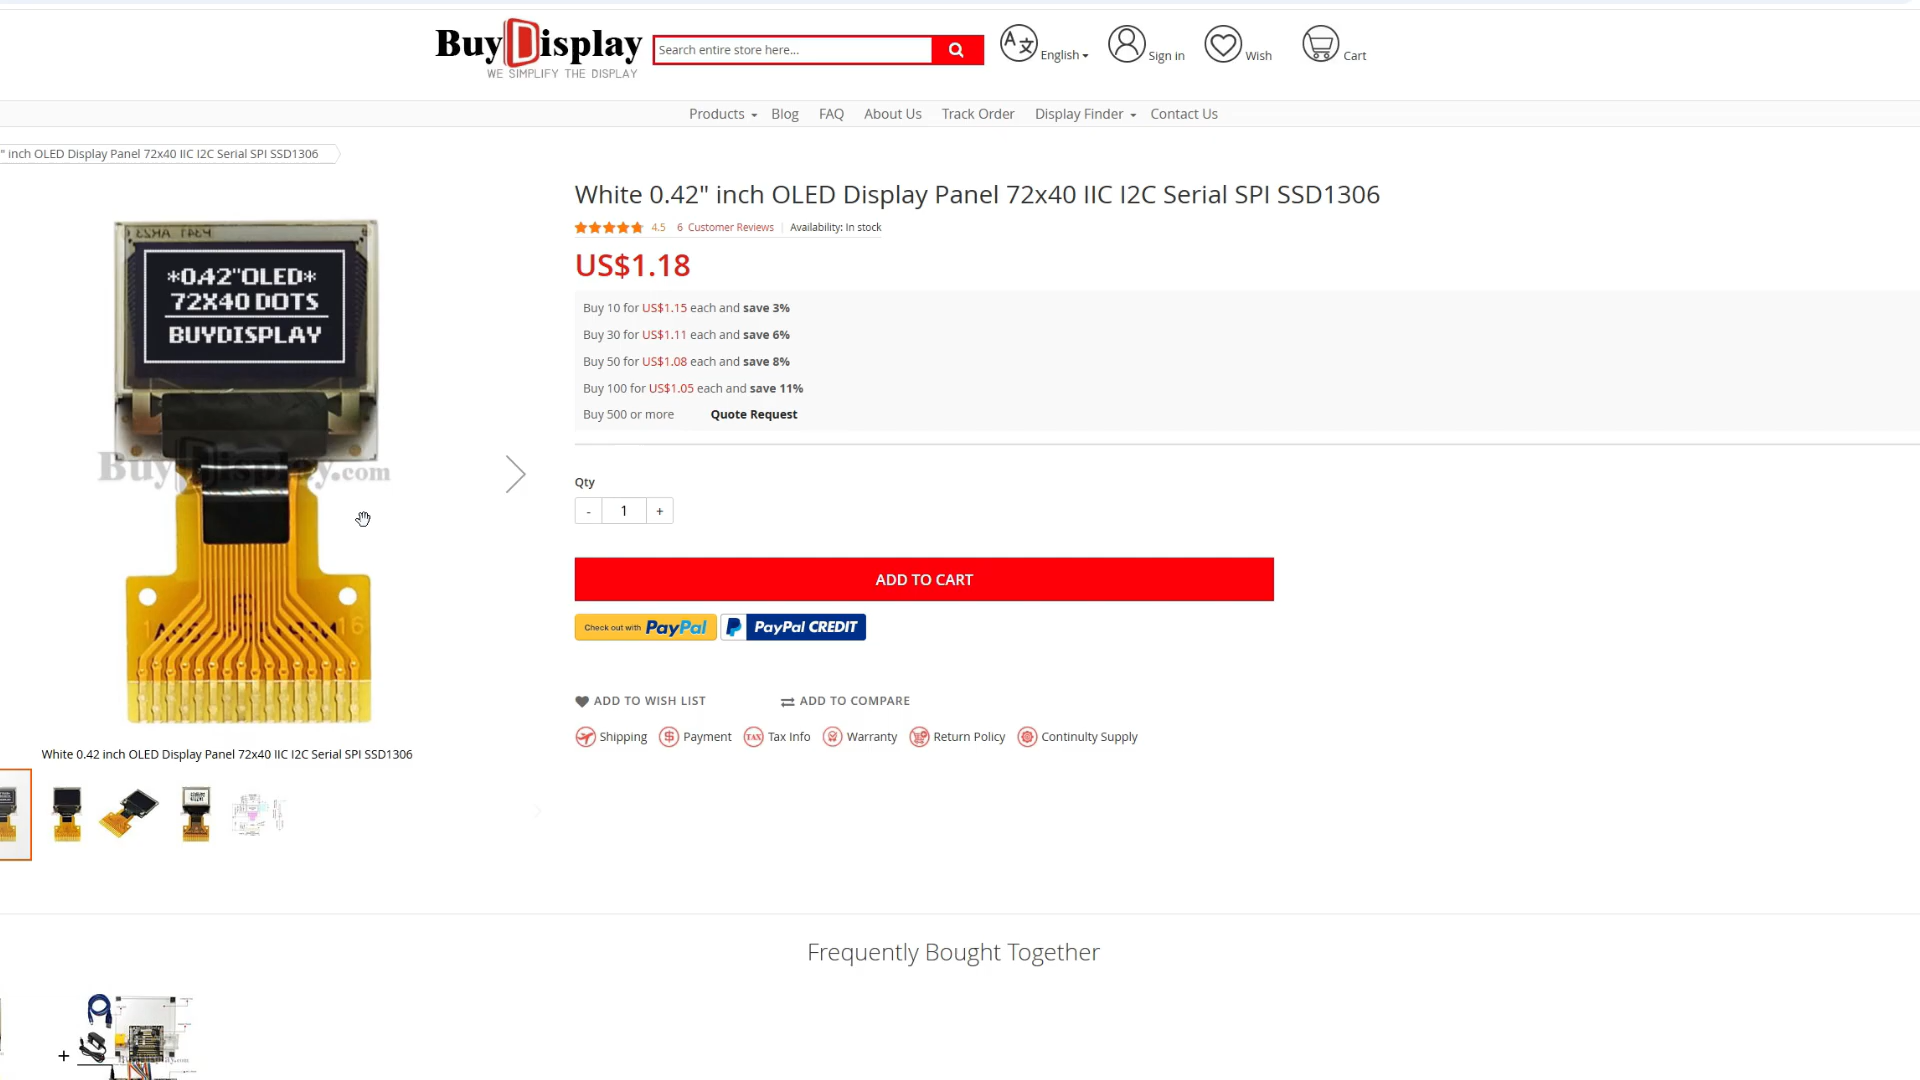 BuyDisplay
WE SIMPLIFY THE DISPLAY
Search entire store here...
English
Sign in
Wish
Cart
Products
Blog
FAQ
About Us
Track Order
Display Finder
Contact Us
" inch OLED Display Panel 72x40 IIC I2C Serial SPI SSD1306
*0.42"OLED*
72X40 DOTS
BUYDISPLAY
BuyDisplay.com
1
16
White 0.42 inch OLED Display Panel 72x40 IIC I2C Serial SPI SSD1306
White 0.42" inch OLED Display Panel 72x40 IIC I2C Serial SPI SSD1306
4.5 6 Customer Reviews Availability: In stock
US$1.18
Buy 10 for US$1.15 each and save 3%
Buy 30 for US$1.11 each and save 6%
Buy 50 for US$1.08 each and save 8%
Buy 100 for US$1.05 each and save 11%
Buy 500 or more Quote Request
Qty
- 1 +
ADD TO CART
Check out with PayPal
PayPal CREDIT
ADD TO WISH LIST
ADD TO COMPARE
Shipping
Payment
TAX Tax Info
Warranty
Return Policy
Continuity Supply
Frequently Bought Together
+